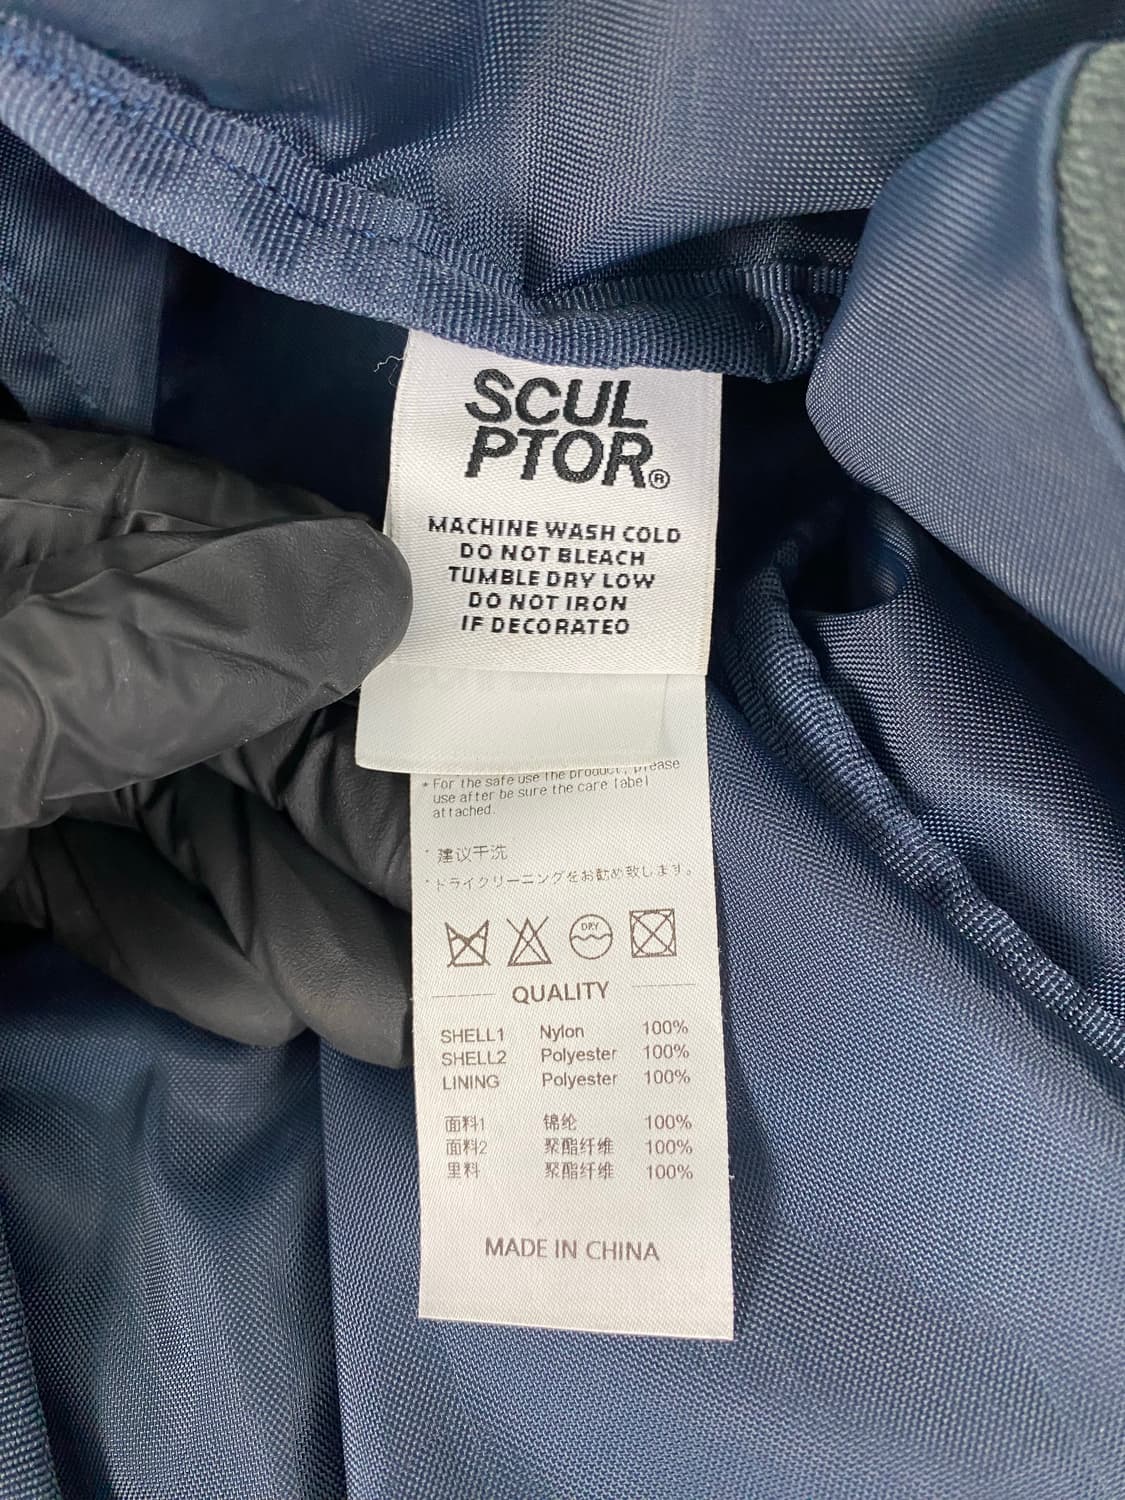 SCUL
PTOR®
MACHINE WASH COLD
DO NOT BLEACH
TUMBLE DRY LOW
DO NOT IRON
IF DECORATEO
* For the safe use the product, please
use after be sure the care label
attached.
* 建议干洗
* ドライクリーニングをお勧め致します。
DRY
QUALITY
SHELL1 Nylon 100%
SHELL2 Polyester 100%
LINING Polyester 100%
面料1 锦纶 100%
面料2 聚酯纤维 100%
里料 聚酯纤维 100%
MADE IN CHINA